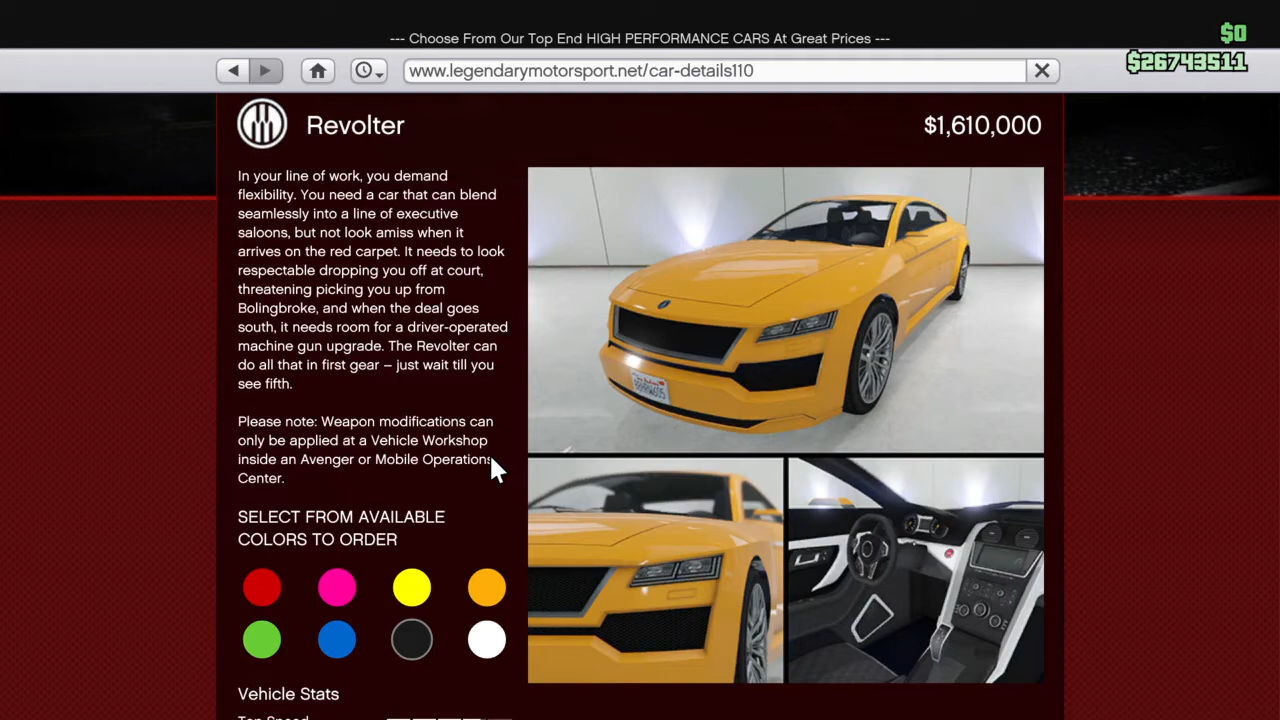 --- Choose From Our Top End HIGH PERFORMANCE CARS At Great Prices ---
$0
www.legendarymotorsport.net/car-details110
$26743511
Revolter
$1,610,000
In your line of work, you demand
flexibility. You need a car that can blend
seamlessly into a line of executive
saloons, but not look amiss when it
arrives on the red carpet. It needs to look
respectable dropping you off at court,
threatening picking you up from
Bolingbroke, and when the deal goes
south, it needs room for a driver-operated
machine gun upgrade. The Revolter can
do all that in first gear – just wait till you
see fifth.
Please note: Weapon modifications can
only be applied at a Vehicle Workshop
inside an Avenger or Mobile Operations
Center.
SELECT FROM AVAILABLE
COLORS TO ORDER
Vehicle Stats
Top Speed